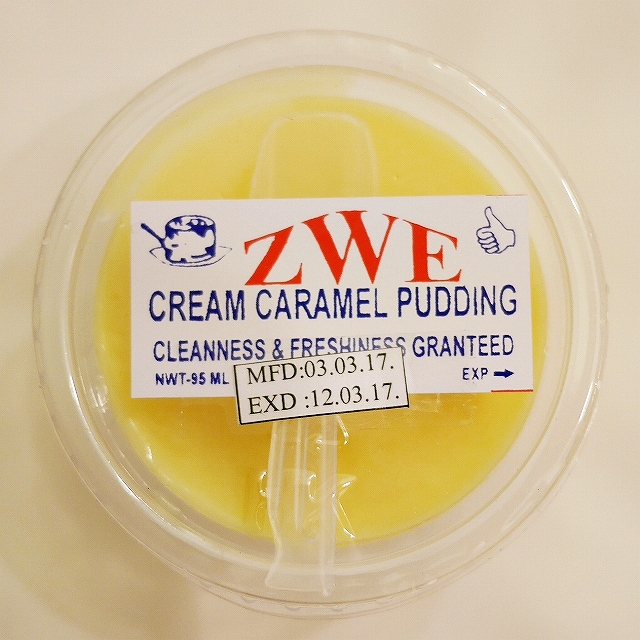 ZWE
CREAM CARAMEL PUDDING
CLEANNESS & FRESHINESS GRANTEED
NWT-95 ML
EXP
MFD:03.03.17.
EXD :12.03.17.